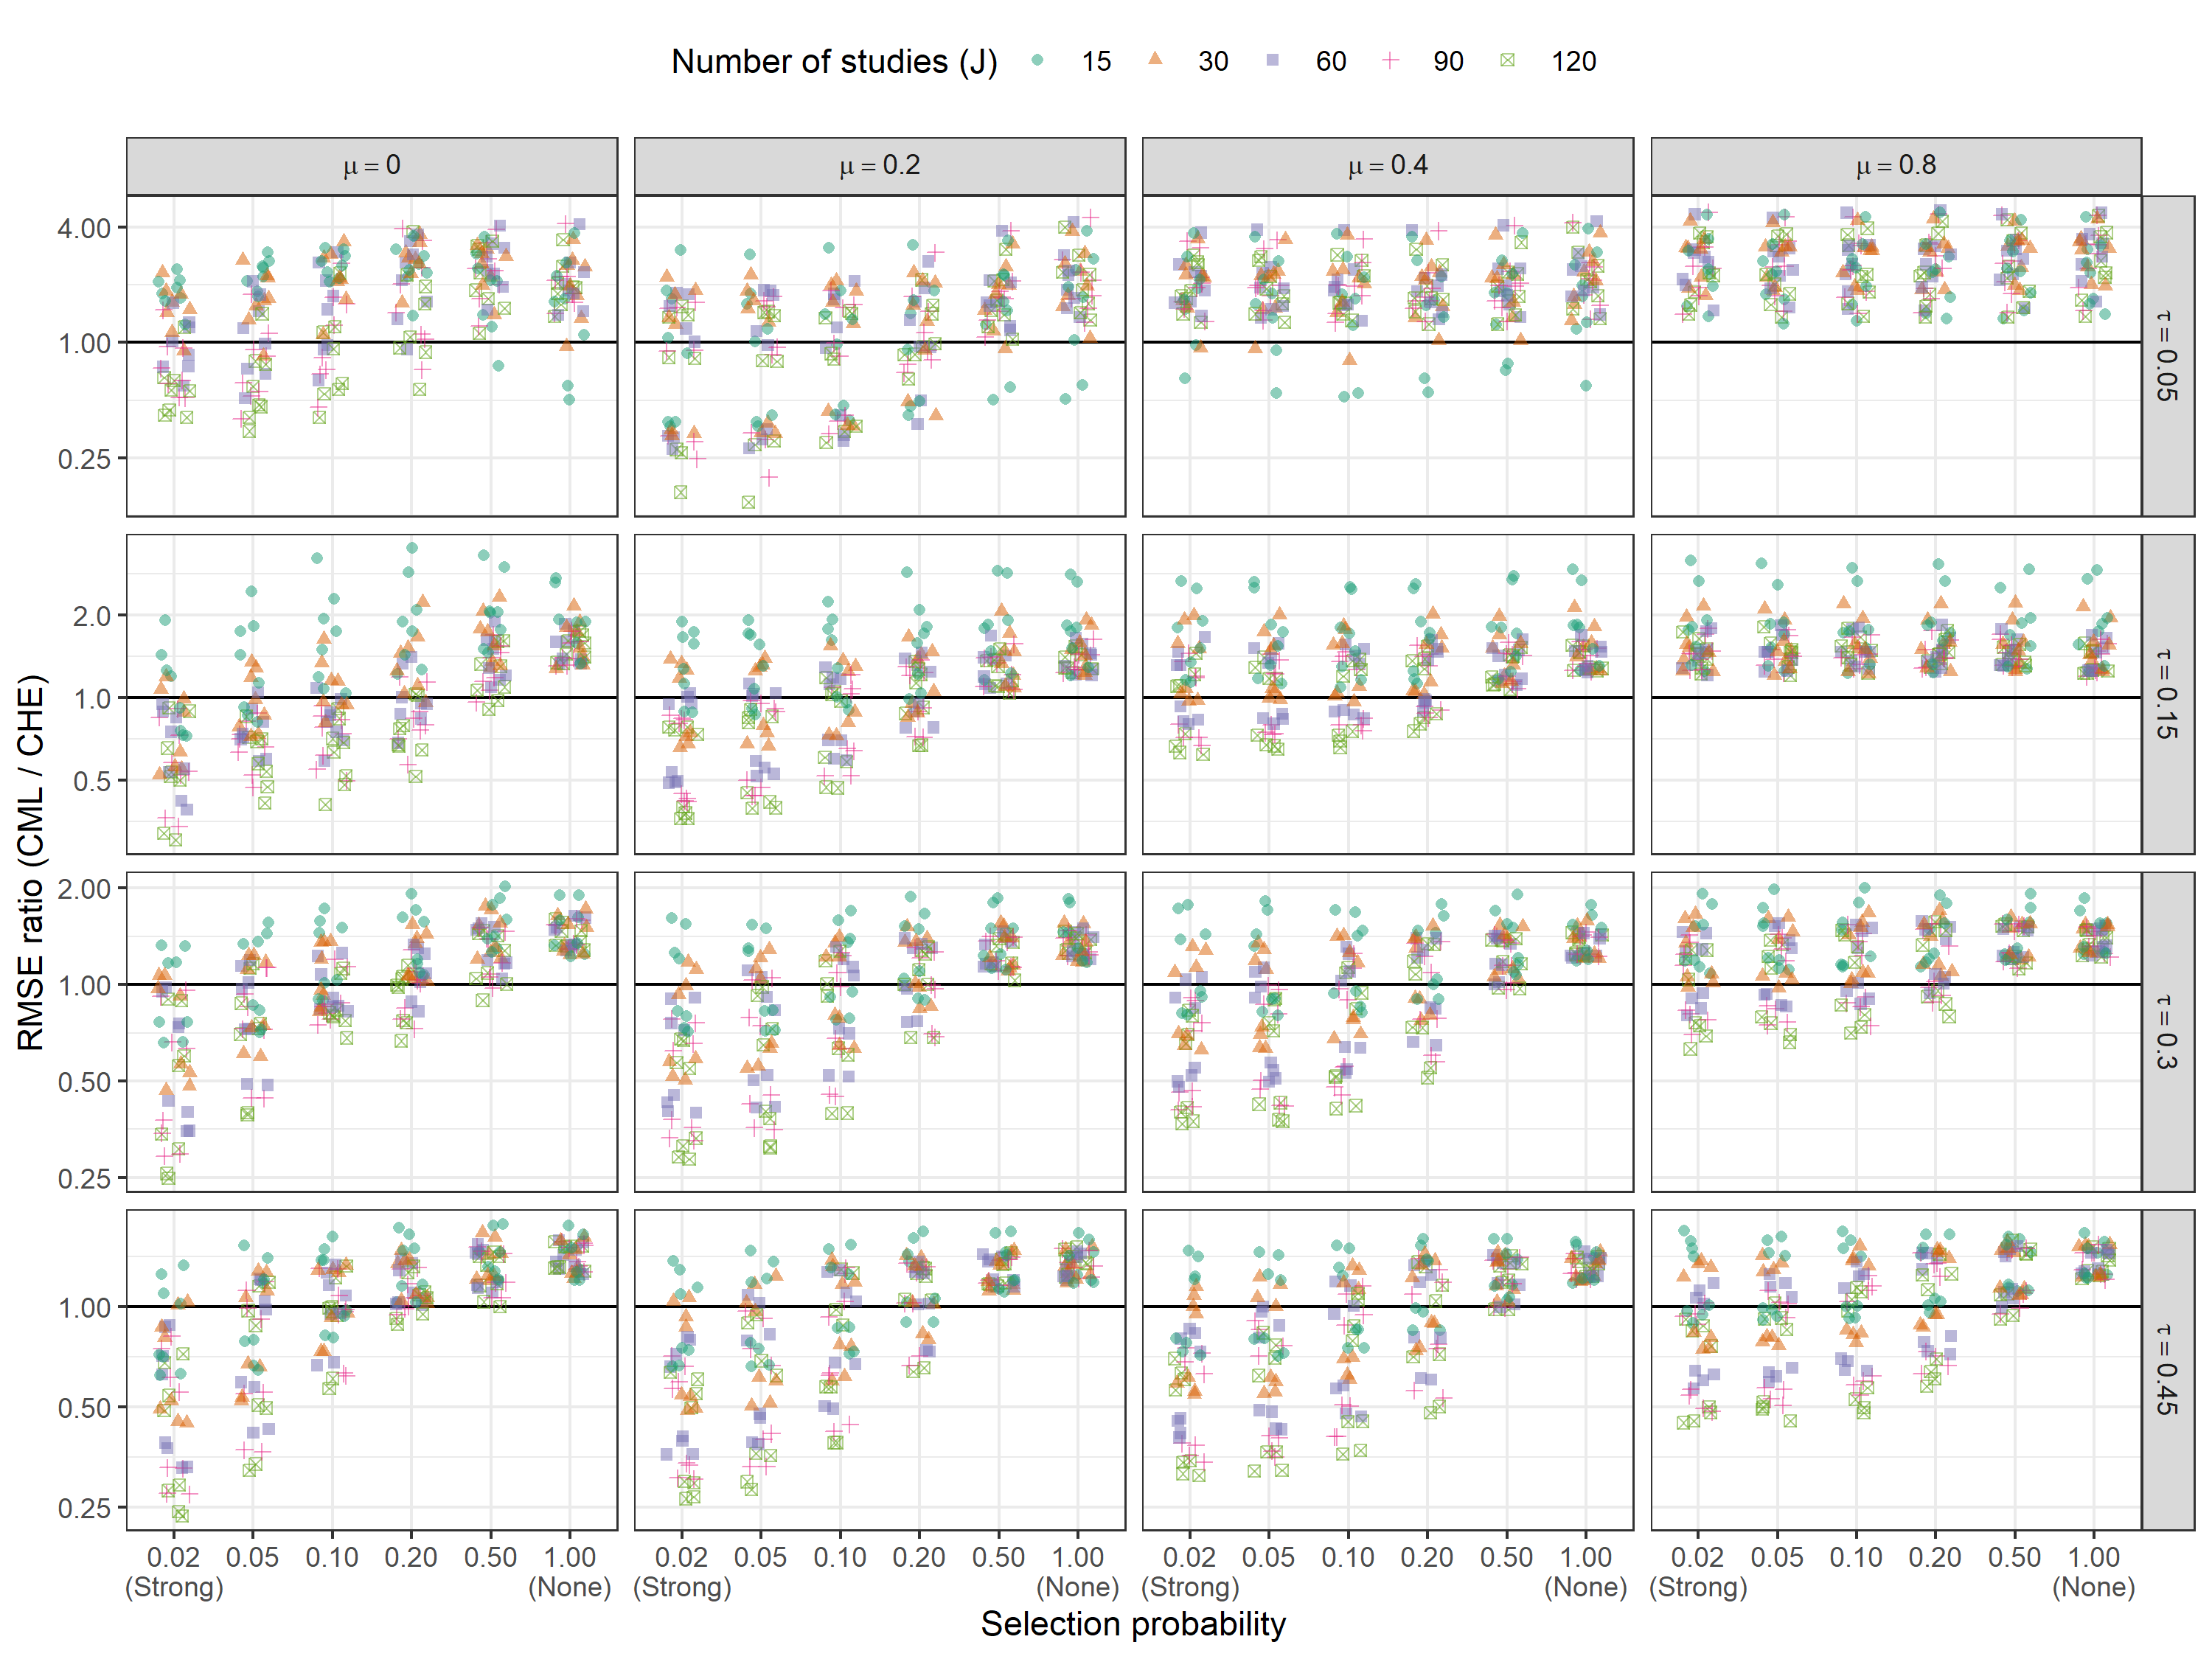 Number of studies (J) 15 30 60 90 120
μ = 0 μ = 0.2 μ = 0.4 μ = 0.8
RMSE ratio (CML / CHE)
4.00
1.00
0.25
τ = 0.05
2.0
1.0
0.5
τ = 0.15
2.00
1.00
0.50
0.25
τ = 0.3
1.00
0.50
0.25
τ = 0.45
0.02 0.05 0.10 0.20 0.50 1.00 0.02 0.05 0.10 0.20 0.50 1.00 0.02 0.05 0.10 0.20 0.50 1.00 0.02 0.05 0.10 0.20 0.50 1.00
(Strong) (None) (Strong) (None) (Strong) (None) (Strong) (None)
Selection probability